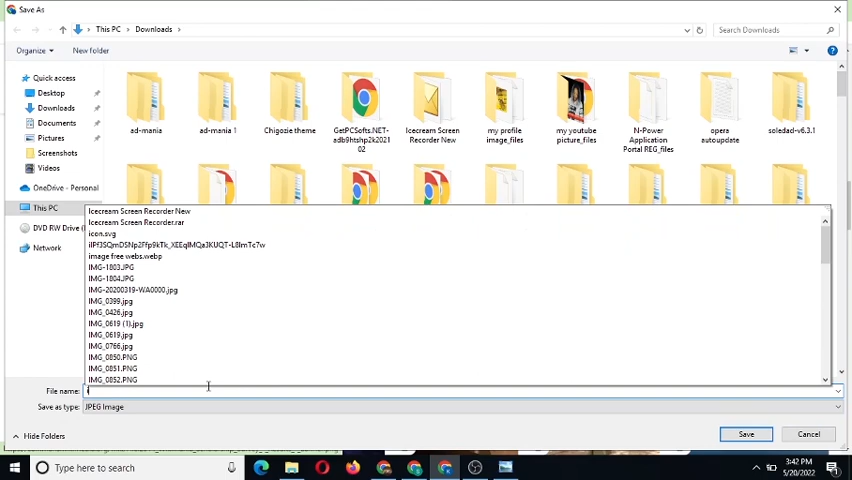 Save As
This PC > Downloads >
Search Downloads
Organize
New folder
Quick access
Desktop
Downloads
Documents
Pictures
Screenshots
Videos
OneDrive - Personal
This PC
DVD RW Drive (
Network
ad-mania
ad-mania 1
Chigozie theme
GetPCSofts.NET-
adb9htshp2k2021
02
Icecream Screen
Recorder New
my profile
image_files
my youtube
picture_files
N-Power
Application
Portal REG_files
opera
autoupdate
soledad-v6.3.1
Icecream Screen Recorder New
Icecream Screen Recorder.rar
icon.svg
image free webs.webp
IMG-1803.JPG
IMG-1804.JPG
IMG-20200319-WA0000.jpg
IMG_0399.jpg
IMG_0426.jpg
IMG_0619 (1).jpg
IMG_0619.jpg
IMG_0766.jpg
IMG_0850.PNG
IMG_0851.PNG
IMG_0852.PNG
File name: i
Save as type: JPEG Image
Hide Folders
Save
Cancel
Type here to search
3:42 PM
5/20/2022